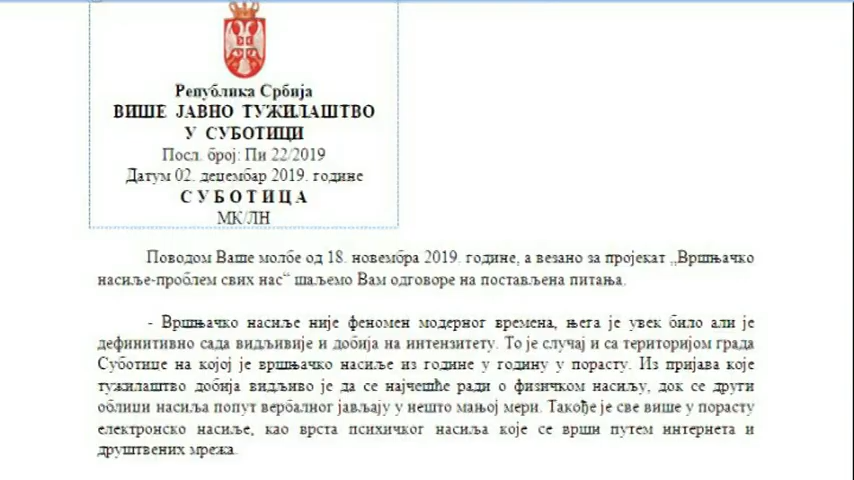 Република Србија
ВИШЕ ЈАВНО ТУЖИЛАШТВО
У СУБОТИЦИ
Посл. број: Пи 22/2019
Датум 02. децембар 2019. године
С У Б О Т И Ц А
МК/ЛН
Поводом Ваше молбе од 18. новембра 2019. године, а везано за пројекат „Вршњачко
насиље-проблем свих нас“ шаљемо Вам одговоре на постављена питања.
- Вршњачко насиље није феномен модерног времена, њега је увек било али је
дефинитивно сада видљивије и добија на интензитету. То је случај и са територијом града
Суботице на којој је вршњачко насиље из године у годину у порасту. Из пријава које
тужилаштво добија видљиво је да се најчешће ради о физичком насиљу, док се други
облици насиља попут вербалног јављају у нешто мањој мери. Такође је све више у порасту
електронско насиље, као врста психичког насиља које се врши путем интернета и
друштвених мрежа.